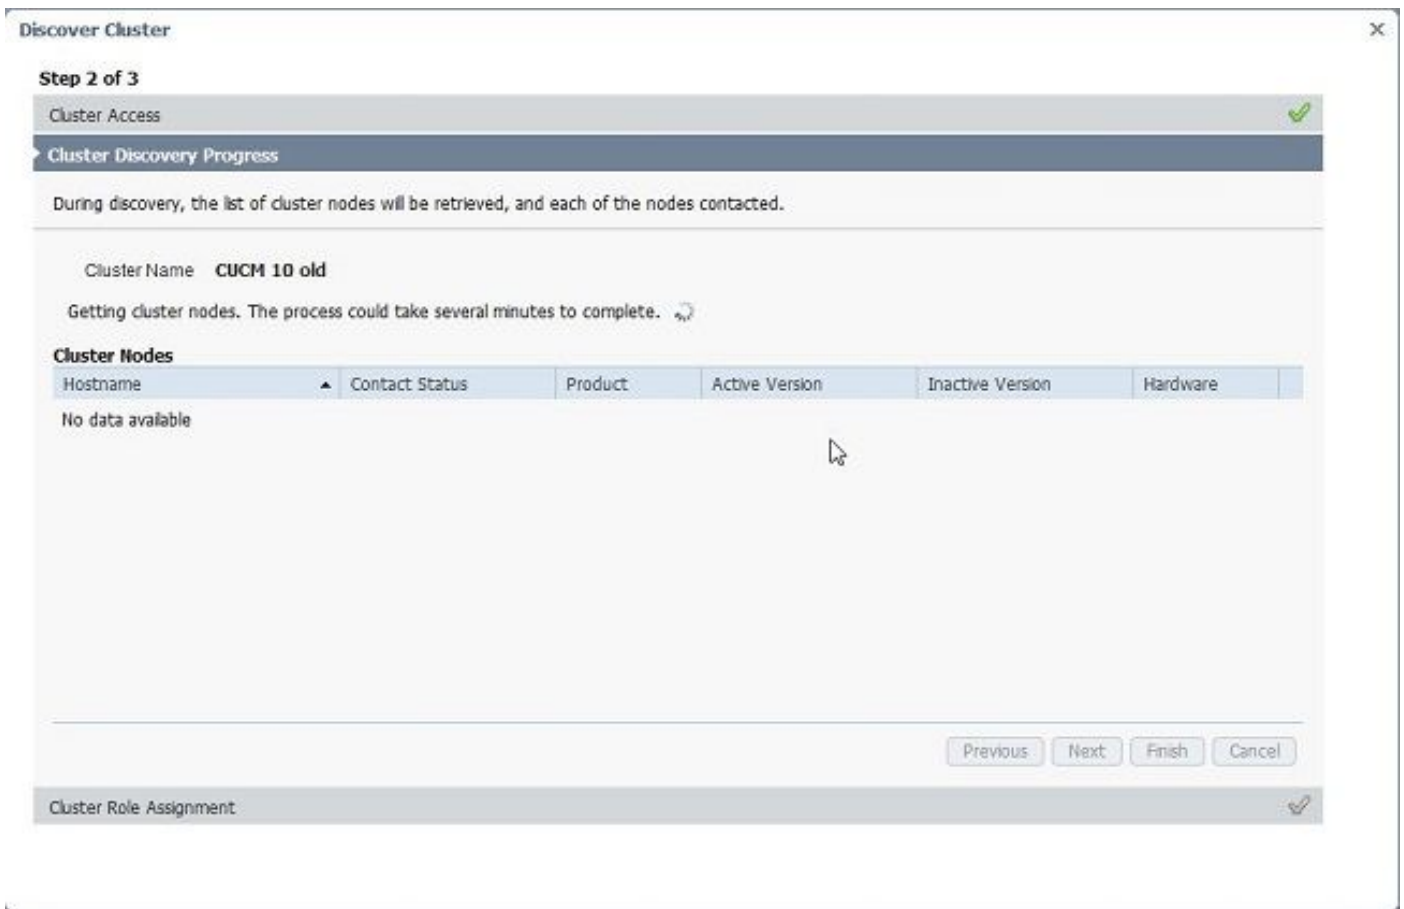 Discover Cluster
Step 2 of 3
Cluster Access
Cluster Discovery Progress
During discovery, the list of cluster nodes will be retrieved, and each of the nodes contacted.
Cluster Name CUCM 10 old
Getting cluster nodes. The process could take several minutes to complete.
Cluster Nodes
Hostname Contact Status Product Active Version Inactive Version Hardware
No data available
Previous Next Finish Cancel
Cluster Role Assignment